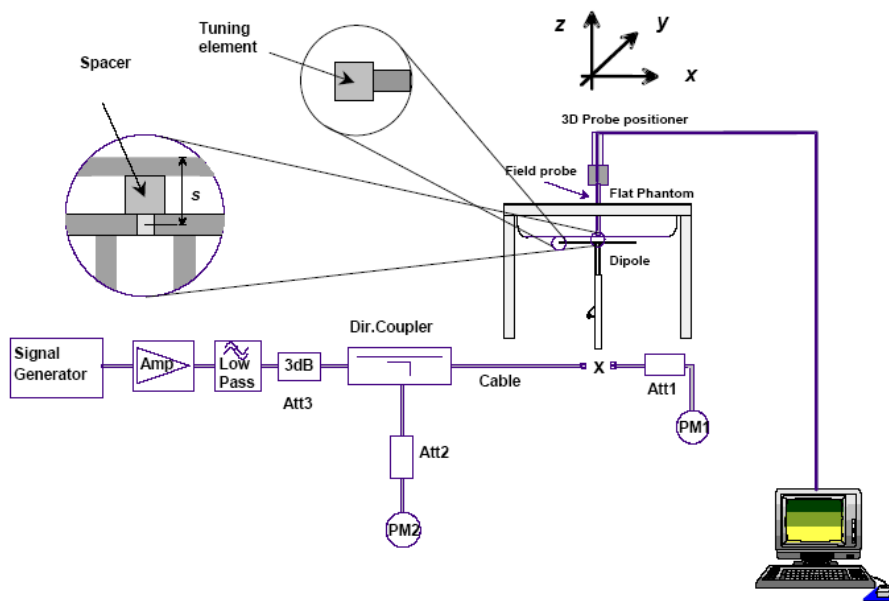 Tuning
element
Spacer
s
z
y
x
3D Probe positioner
Field probe
Flat Phantom
Dipole
Dir.Coupler
Signal
Generator
Amp
Low
Pass
3dB
Att3
Cable
X
Att1
PM1
Att2
PM2